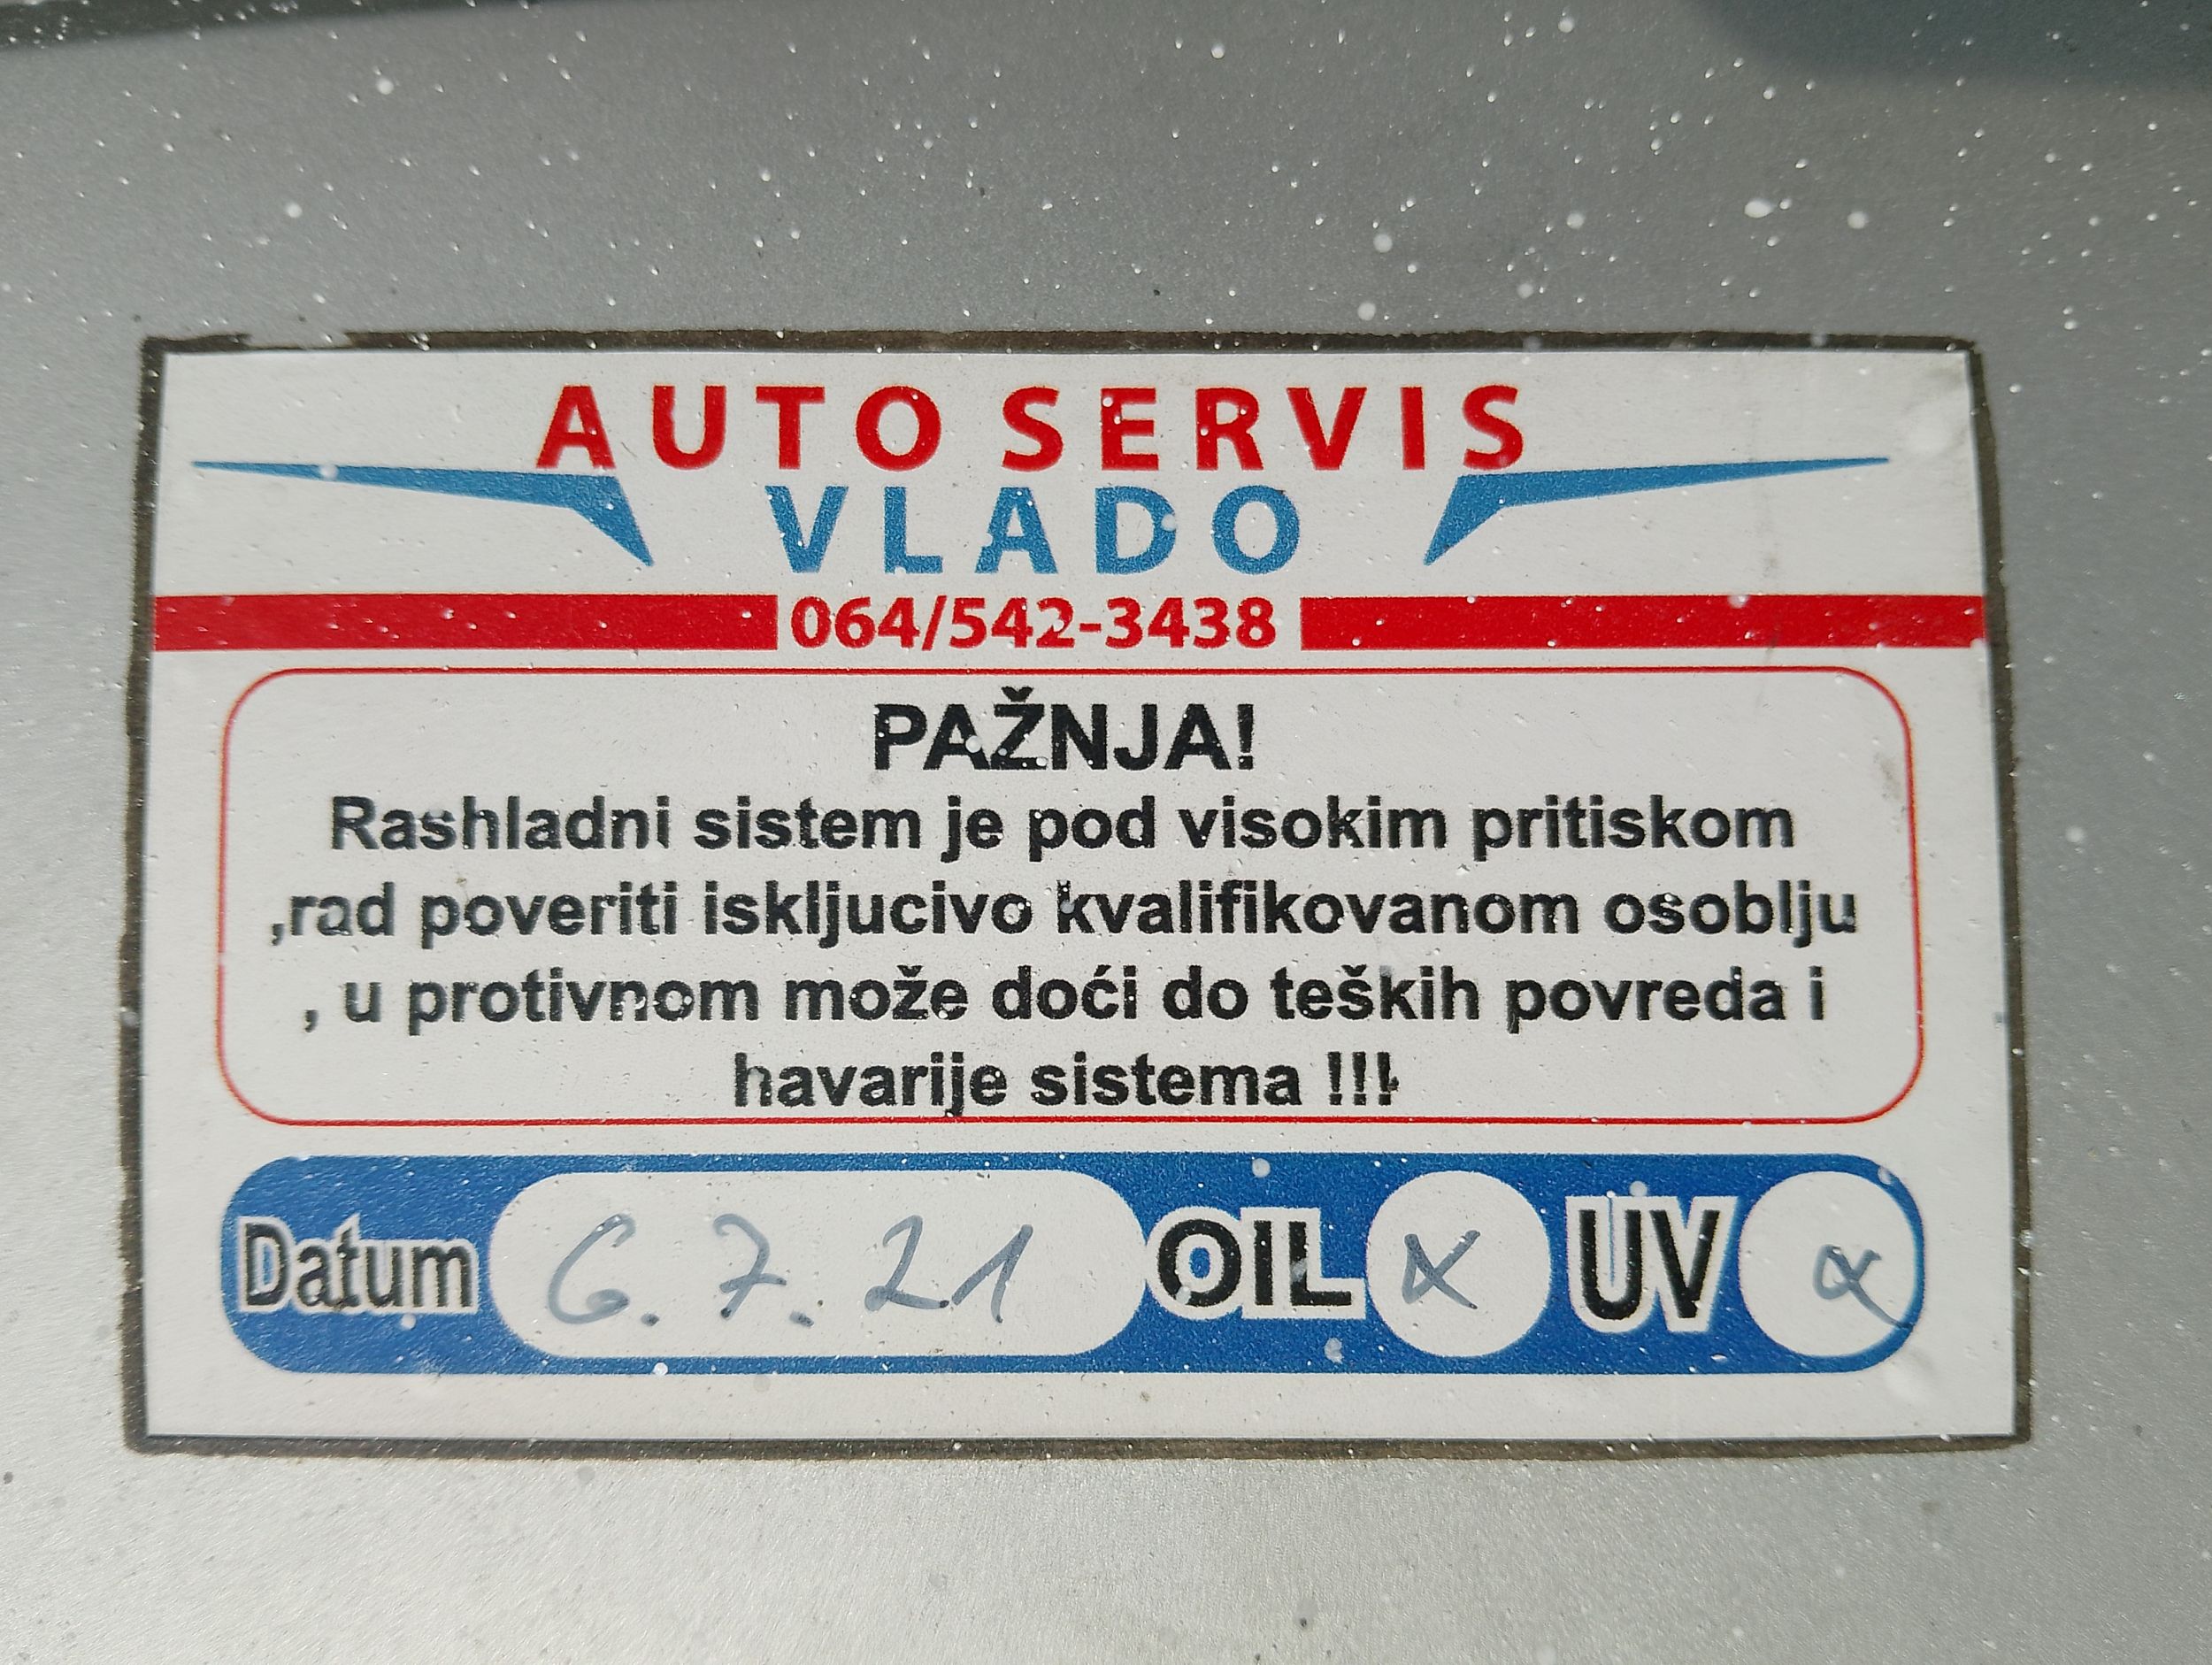 AUTO SERVIS
VLADO
064/542-3438
PAŽNJA!
Rashladni sistem je pod visokim pritiskom
,rad poveriti iskljucivo kvalifikovanom osoblju
, u protivnom može doći do teških povreda i
havarije sistema !!!
Datum 6.7.21 OIL x UV x